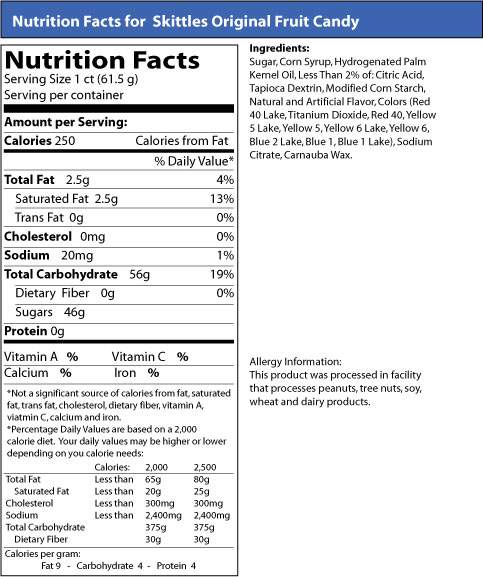 Nutrition Facts for Skittles Original Fruit Candy
Nutrition Facts
Serving Size 1 ct (61.5 g)
Serving per container
Amount per Serving:
Calories 250 Calories from Fat
% Daily Value*
Total Fat 2.5g 4%
Saturated Fat 2.5g 13%
Trans Fat 0g 0%
Cholesterol 0mg 0%
Sodium 20mg 1%
Total Carbohydrate 56g 19%
Dietary Fiber 0g 0%
Sugars 46g
Protein 0g
Vitamin A % Vitamin C %
Calcium % Iron %
*Not a significant source of calories from fat, saturated
fat, trans fat, cholesterol, dietary fiber, vitamin A,
viatmin C, calcium and iron.
*Percentage Daily Values are based on a 2,000
calorie diet. Your daily values may be higher or lower
depending on you calorie needs:
Calories: 2,000 2,500
Total Fat Less than 65g 80g
Saturated Fat Less than 20g 25g
Cholesterol Less than 300mg 300mg
Sodium Less than 2,400mg 2,400mg
Total Carbohydrate 375g 375g
Dietary Fiber 30g 30g
Calories per gram:
Fat 9 - Carbohydrate 4 - Protein 4
Ingredients:
Sugar, Corn Syrup, Hydrogenated Palm
Kernel Oil, Less Than 2% of: Citric Acid,
Tapioca Dextrin, Modified Corn Starch,
Natural and Artificial Flavor, Colors (Red
40 Lake, Titanium Dioxide, Red 40, Yellow
5 Lake, Yellow 5, Yellow 6 Lake, Yellow 6,
Blue 2 Lake, Blue 1, Blue 1 Lake), Sodium
Citrate, Carnauba Wax.
Allergy Information:
This product was processed in facility
that processes peanuts, tree nuts, soy,
wheat and dairy products.